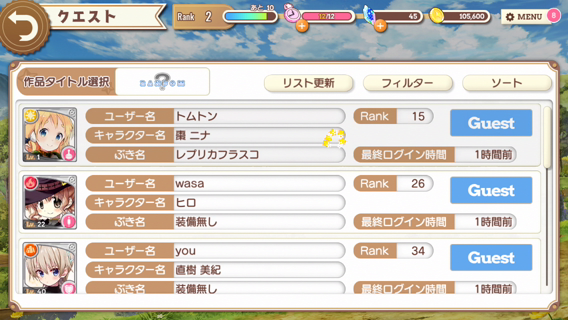 クエスト
Rank 2
あと 10
12/12
45
105,600
MENU 8
作品タイトル選択
RANDOM
?
リスト更新
フィルター
ソート
ユーザー名 トムトン
Rank 15
Guest
キャラクター名 棗 ニナ
ぶき名 レプリカフラスコ
最終ログイン時間 1時間前
Lv. 1
ユーザー名 wasa
Rank 26
Guest
キャラクター名 ヒロ
ぶき名 装備無し
最終ログイン時間 1時間前
Lv. 22
ユーザー名 you
Rank 34
Guest
キャラクター名 直樹 美紀
ぶき名 装備無し
最終ログイン時間 1時間前